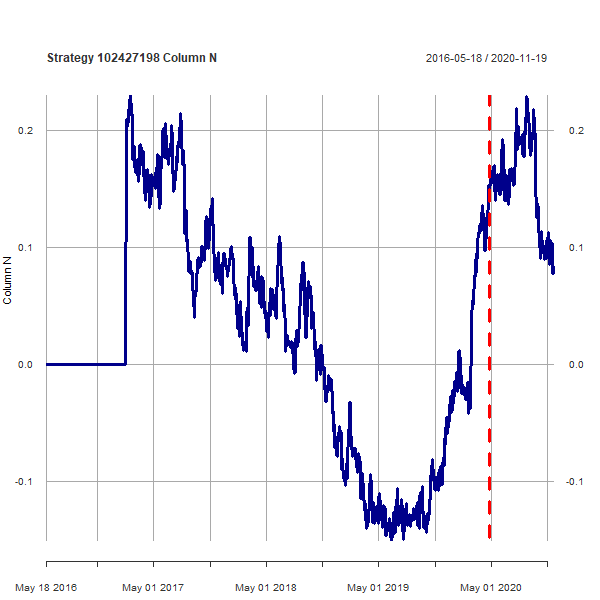 Strategy 102427198 Column N 2016-05-18 / 2020-11-19
0.2 0.2
0.1 0.1
Column N
0.0 0.0
-0.1 -0.1
May 18 2016 May 01 2017 May 01 2018 May 01 2019 May 01 2020